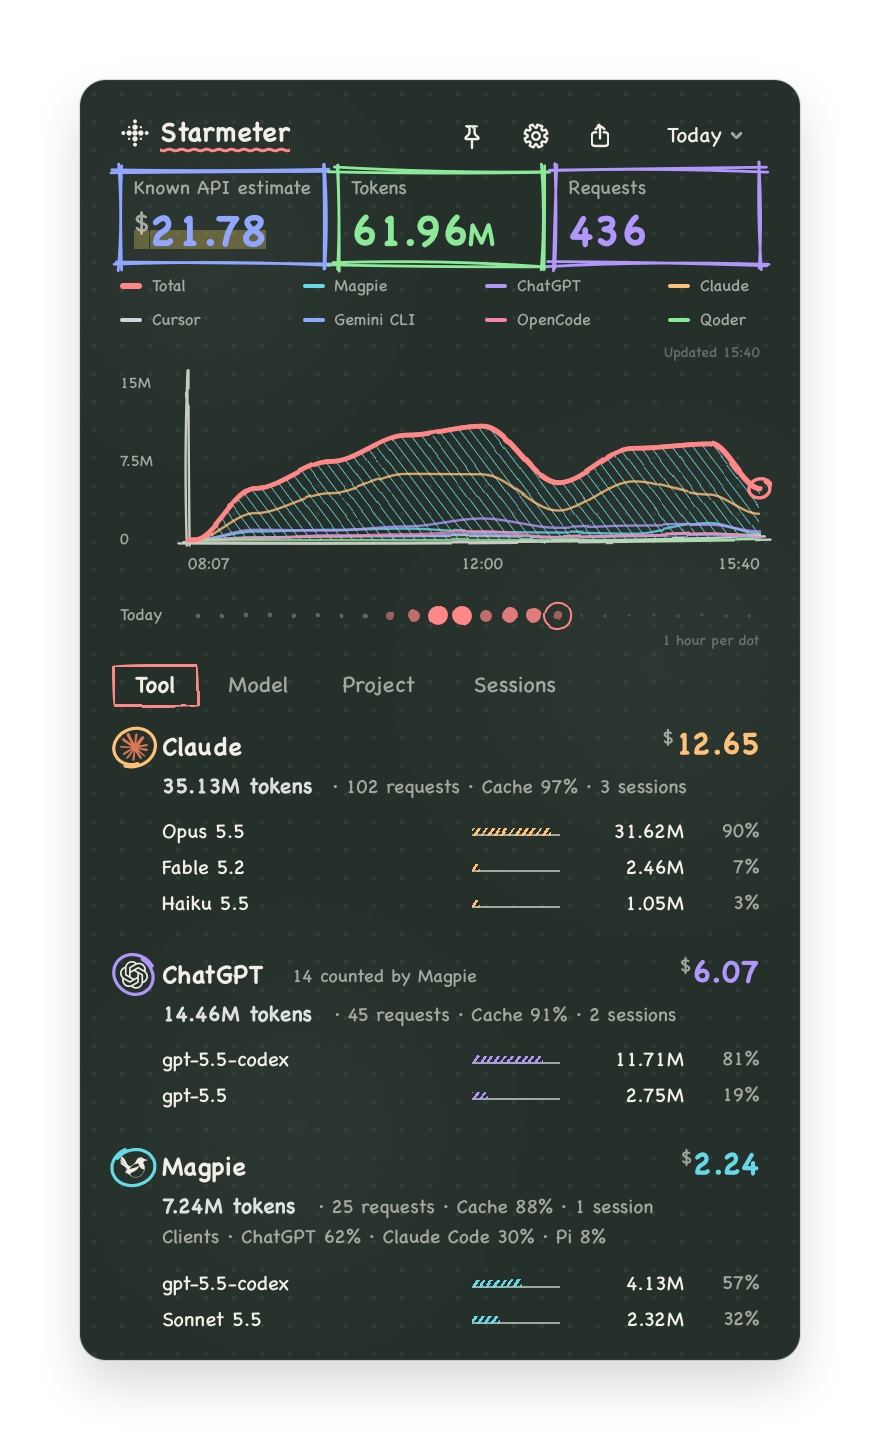 Starmeter Today
Known API estimate Tokens Requests
$21.78 61.96M 436
Total Magpie ChatGPT Claude
Cursor Gemini CLI OpenCode Qoder
Updated 15:40
15M
7.5M
0
08:07 12:00 15:40
Today
1 hour per dot
Tool Model Project Sessions
Claude $12.65
35.13M tokens · 102 requests · Cache 97% · 3 sessions
Opus 5.5 31.62M 90%
Fable 5.2 2.46M 7%
Haiku 5.5 1.05M 3%
ChatGPT 14 counted by Magpie $6.07
14.46M tokens · 45 requests · Cache 91% · 2 sessions
gpt-5.5-codex 11.71M 81%
gpt-5.5 2.75M 19%
Magpie $2.24
7.24M tokens · 25 requests · Cache 88% · 1 session
Clients · ChatGPT 62% · Claude Code 30% · Pi 8%
gpt-5.5-codex 4.13M 57%
Sonnet 5.5 2.32M 32%